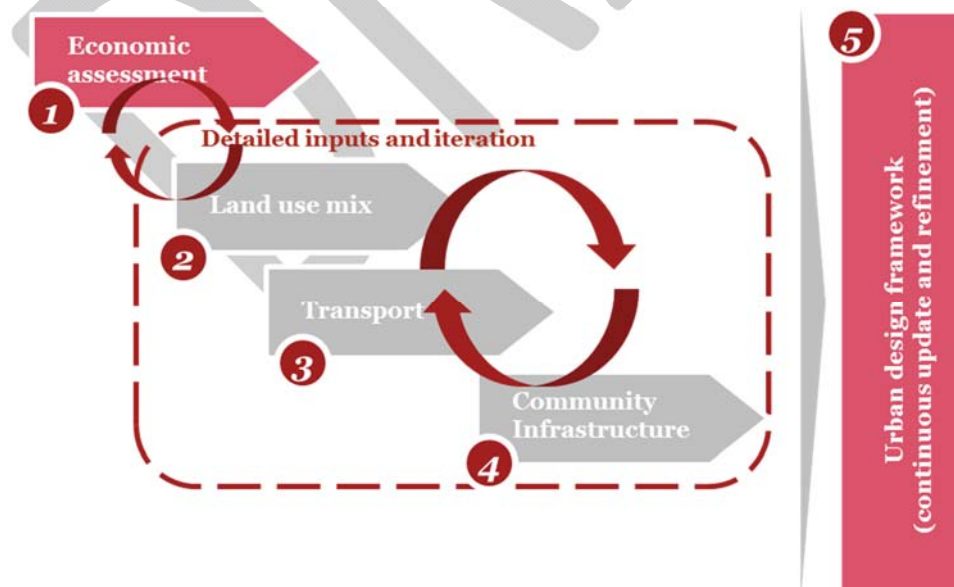 Economic
assessment
1
Detailed inputs and iteration
Land use mix
2
Transport
3
Community
Infrastructure
4
5
Urban design framework
(continuous update and refinement)